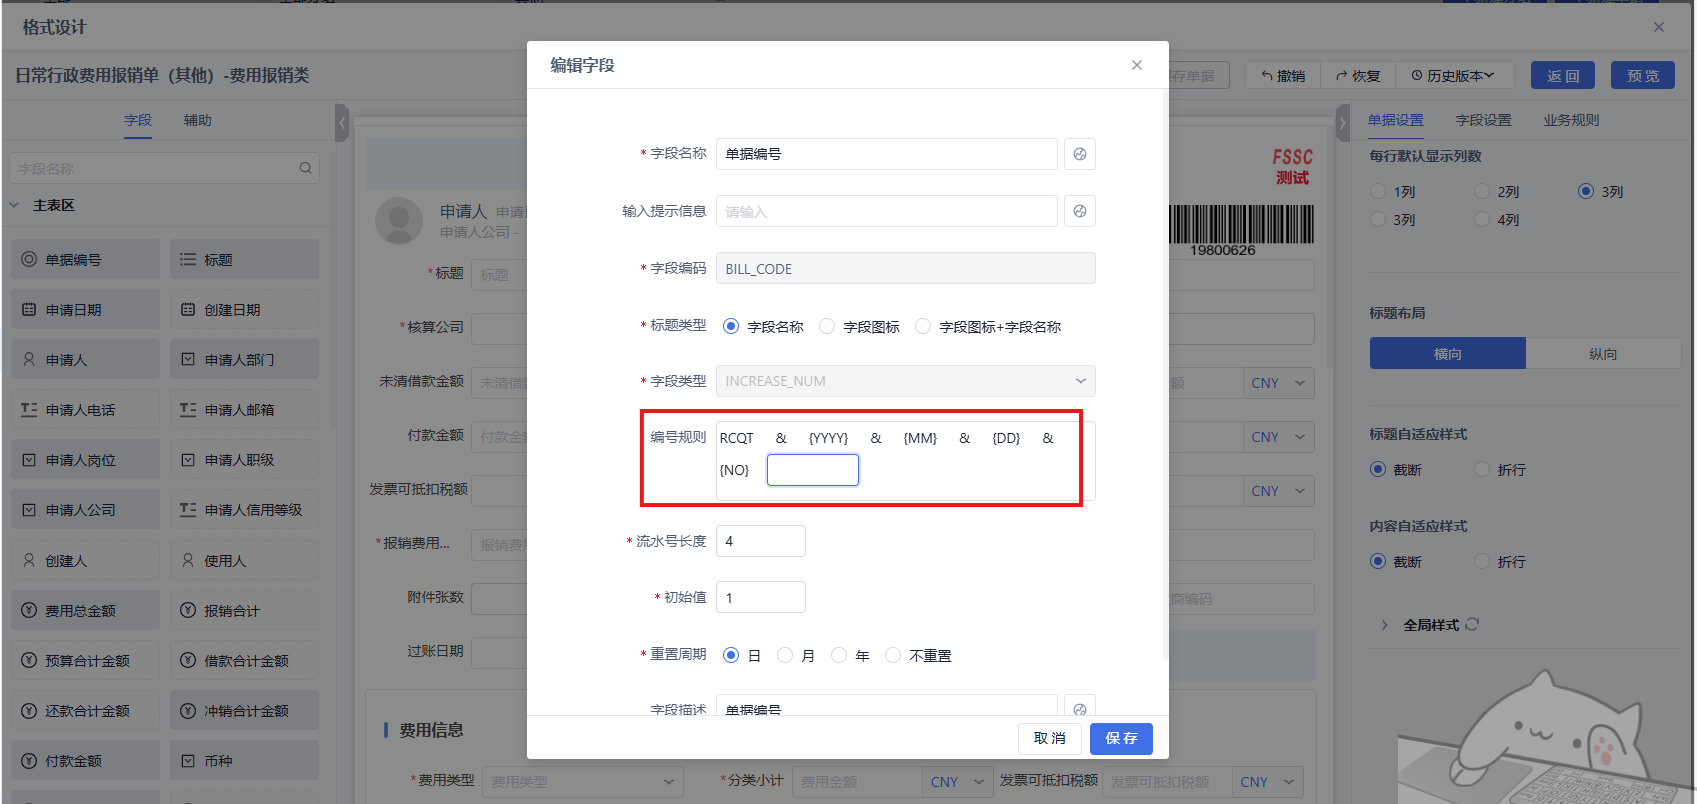 格式设计
日常行政费用报销单（其他）-费用报销类
存单据
撤销
恢复
历史版本
返 回
预 览
字段
辅助
字段名称
主表区
单据编号
标题
申请日期
创建日期
申请人
申请人部门
申请人电话
申请人邮箱
申请人岗位
申请人职级
申请人公司
申请人信用等级
创建人
使用人
费用总金额
报销合计
预算合计金额
借款合计金额
还款合计金额
冲销合计金额
付款金额
币种
FSSC
测试
19800626
申请人 申请
申请人公司 -
*标题 标题
*核算公司
未清借款金额 未清借 额 CNY
付款金额 付款金 CNY
发票可抵扣税额 CNY
*报销费用... 报销费
附件张数 商编码
过账日期
费用信息
*费用类型 费用类型
*分类小计 费用金额 CNY
发票可抵扣税额 发票可抵扣税额 CNY
编辑字段
* 字段名称 单据编号
输入提示信息 请输入
* 字段编码 BILL_CODE
* 标题类型 字段名称 字段图标 字段图标+字段名称
* 字段类型 INCREASE_NUM
编号规则 RCQT & {YYYY} & {MM} & {DD} &
{NO}
* 流水号长度 4
* 初始值 1
* 重置周期 日 月 年 不重置
字段描述 单据编号
取 消
保 存
单据设置
字段设置
业务规则
每行默认显示列数
1列 2列 3列
3列 4列
标题布局
横向 纵向
标题自适应样式
截断 折行
内容自适应样式
截断 折行
全局样式